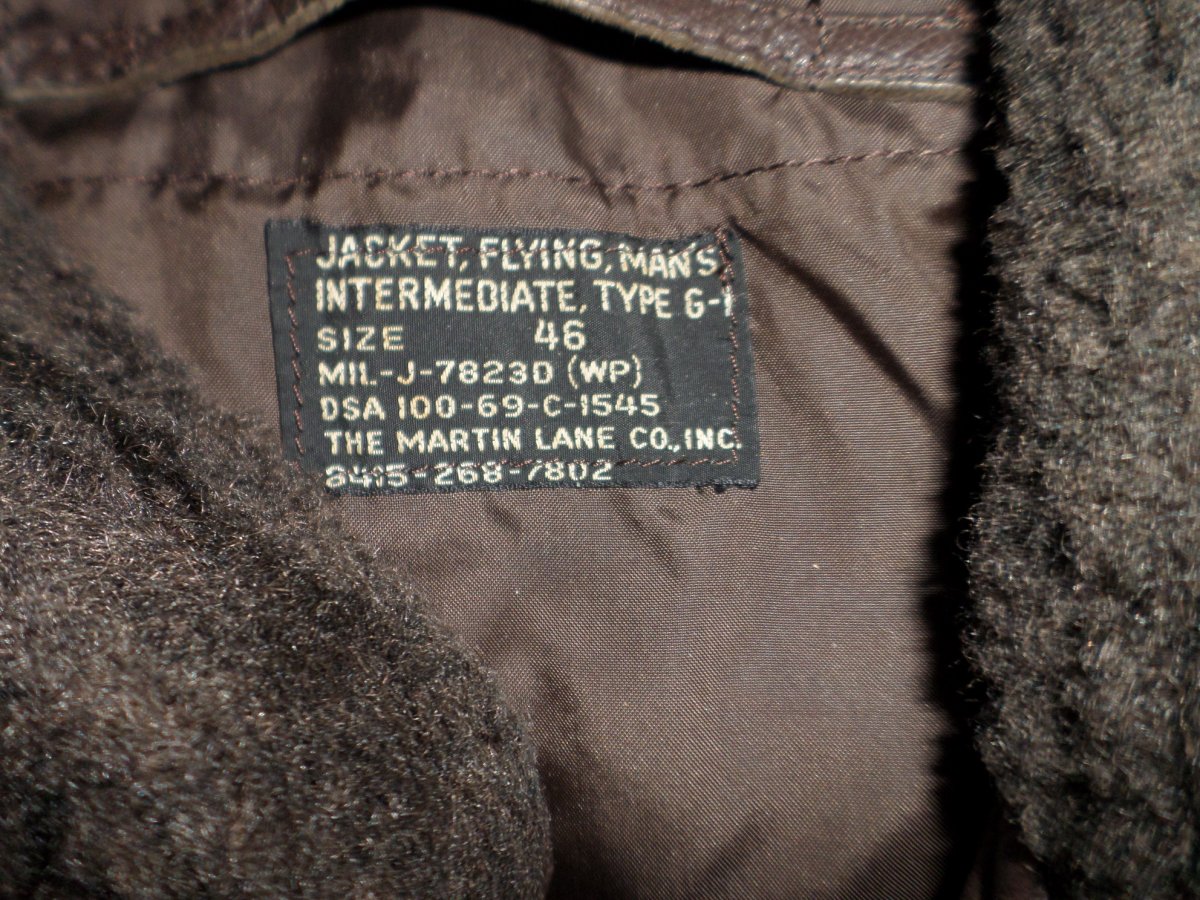 JACKET, FLYING, MAN'S
INTERMEDIATE, TYPE G-1
SIZE 46
MIL-J-7823D (WP)
DSA 100-69-C-1545
THE MARTIN LANE CO., INC.
8415-268-7802